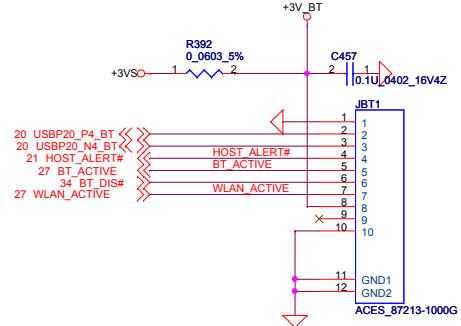 +3V_BT
R392
0_0603_5%
C457
+3VS
1
2
2
1
0.1U_0402_16V4Z
JBT1
1
1
20 USBP20_P4_BT
2
2
20 USBP20_N4_BT
3
3
21 HOST_ALERT#
HOST_ALERT#
4
4
27 BT_ACTIVE
BT_ACTIVE
5
5
34 BT_DIS#
6
6
27 WLAN_ACTIVE
WLAN_ACTIVE
7
7
8
8
9
9
10
10
11
GND1
12
GND2
ACES_87213-1000G